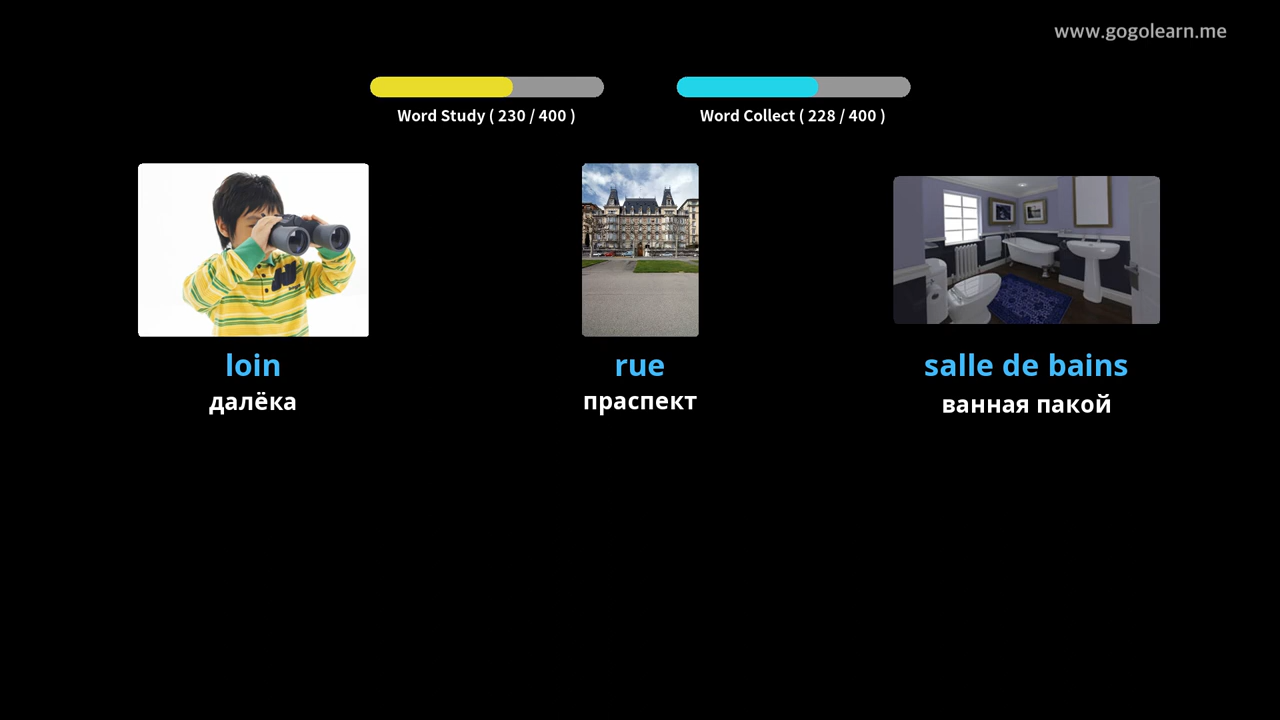 www.gogolearn.me
Word Study ( 230 / 400 )
Word Collect ( 228 / 400 )
loin
rue
salle de bains
далёка
праспект
ванная пакой